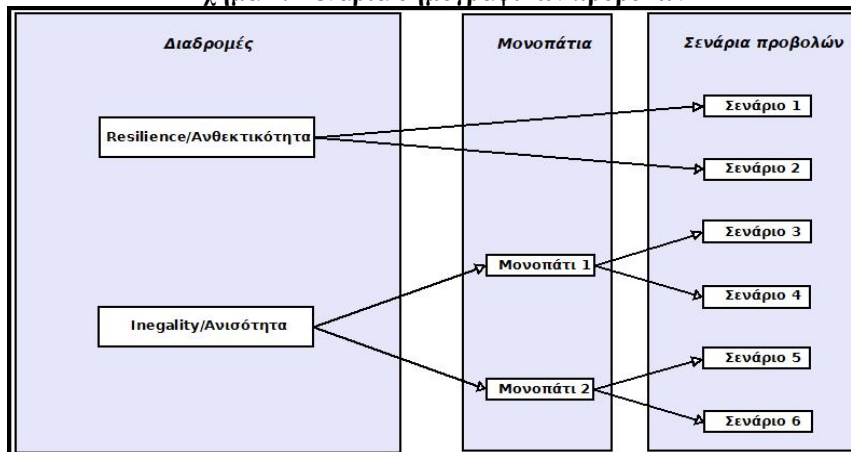 Διαδρομές
Μονοπάτια
Σενάρια προβολών
Resilience/Ανθεκτικότητα
Σενάριο 1
Σενάριο 2
Inegality/Ανισότητα
Μονοπάτι 1
Σενάριο 3
Σενάριο 4
Μονοπάτι 2
Σενάριο 5
Σενάριο 6